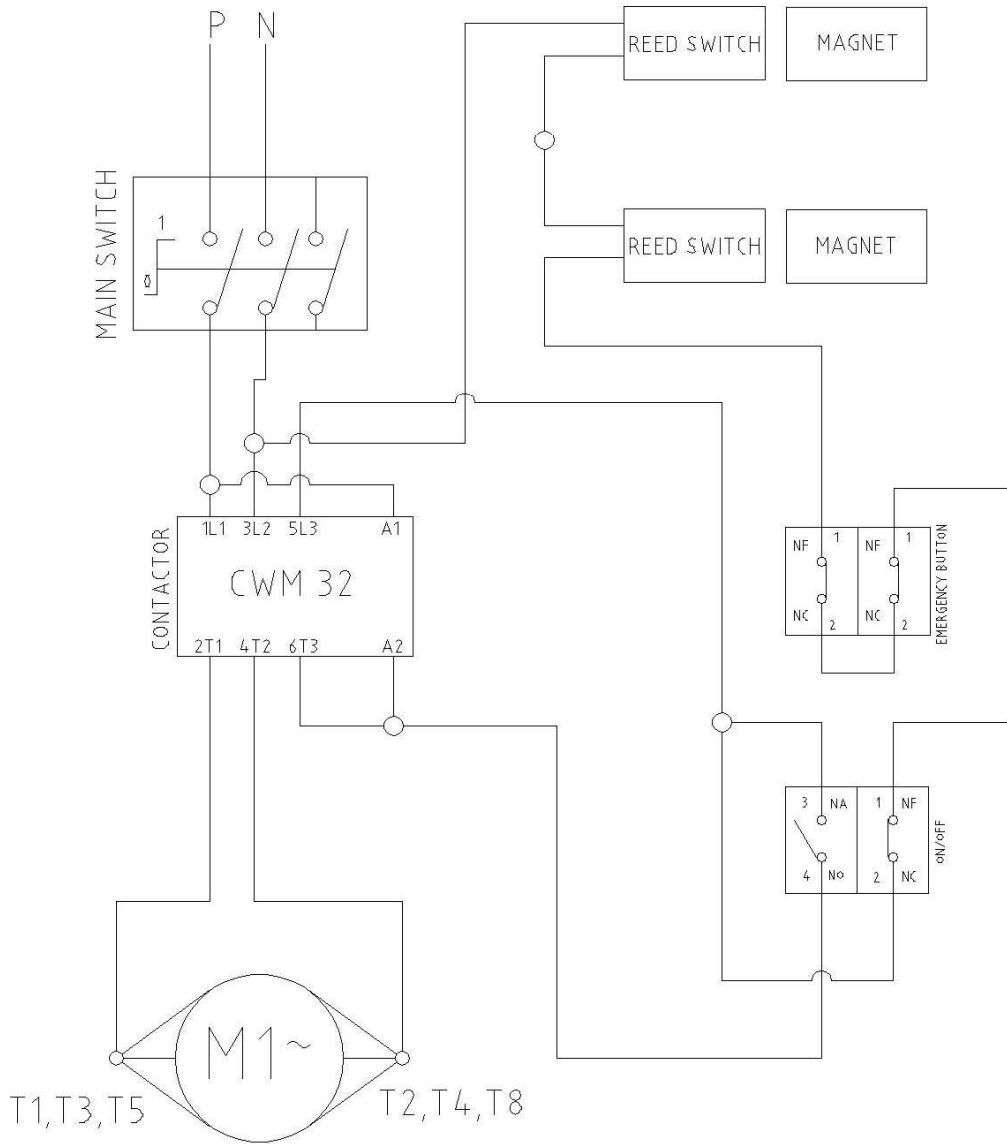 P N
REED SWITCH MAGNET
MAIN SWITCH
1
0
REED SWITCH MAGNET
CONTACTOR
1L1 3L2 5L3 A1
CWM 32
2T1 4T2 6T3 A2
NF 1 NF 1
NC 2 NC 2
EMERGENCY BUTTON
3 NA 1 NF
4 NO 2 NC
ON/OFF
M1~
T1,T3,T5
T2,T4,T8